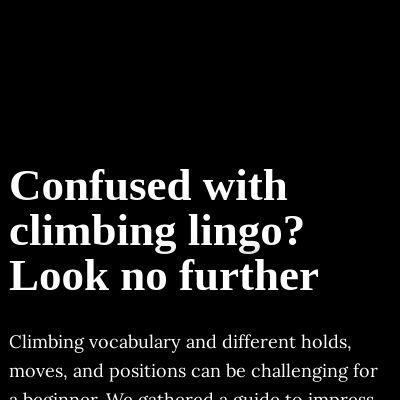 Confused with
climbing lingo?
Look no further
Climbing vocabulary and different holds,
moves, and positions can be challenging for
a beginner. We gathered a guide to impress